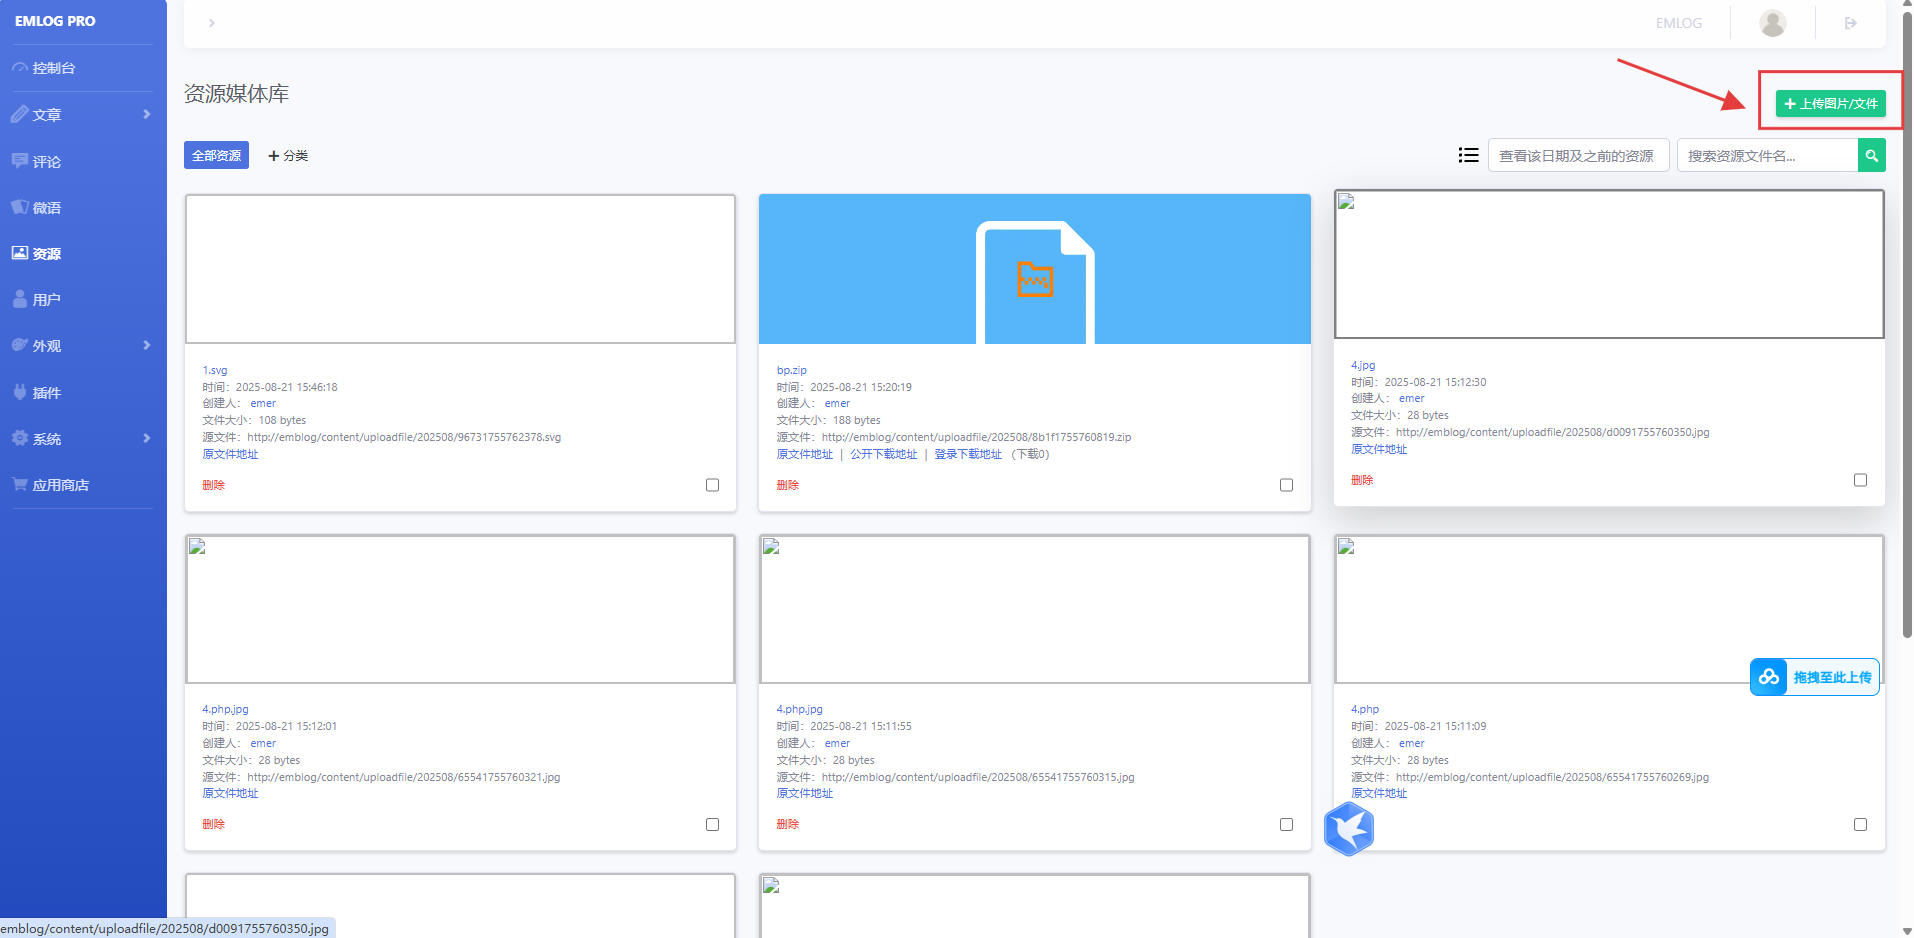 EMLOG PRO
控制台
文章
评论
微语
资源
用户
外观
插件
系统
应用商店
EMLOG
资源媒体库
上传图片/文件
全部资源
分类
查看该日期及之前的资源
搜索资源文件名...
1.svg
时间：2025-08-21 15:46:18
创建人： emer
文件大小：108 bytes
源文件：http://emblog/content/uploadfile/202508/96731755762378.svg
原文件地址
删除
bp.zip
时间：2025-08-21 15:20:19
创建人： emer
文件大小：188 bytes
源文件：http://emblog/content/uploadfile/202508/8b1f1755760819.zip
原文件地址 | 公开下载地址 | 登录下载地址 （下载0）
删除
4.jpg
时间：2025-08-21 15:12:30
创建人： emer
文件大小：28 bytes
源文件：http://emblog/content/uploadfile/202508/d0091755760350.jpg
原文件地址
删除
4.php.jpg
时间：2025-08-21 15:12:01
创建人： emer
文件大小：28 bytes
源文件：http://emblog/content/uploadfile/202508/65541755760321.jpg
原文件地址
删除
4.php.jpg
时间：2025-08-21 15:11:55
创建人： emer
文件大小：28 bytes
源文件：http://emblog/content/uploadfile/202508/65541755760315.jpg
原文件地址
删除
拖拽至此上传
4.php
时间：2025-08-21 15:11:09
创建人： emer
文件大小：28 bytes
源文件：http://emblog/content/uploadfile/202508/65541755760269.jpg
原文件地址
emblog/content/uploadfile/202508/d0091755760350.jpg